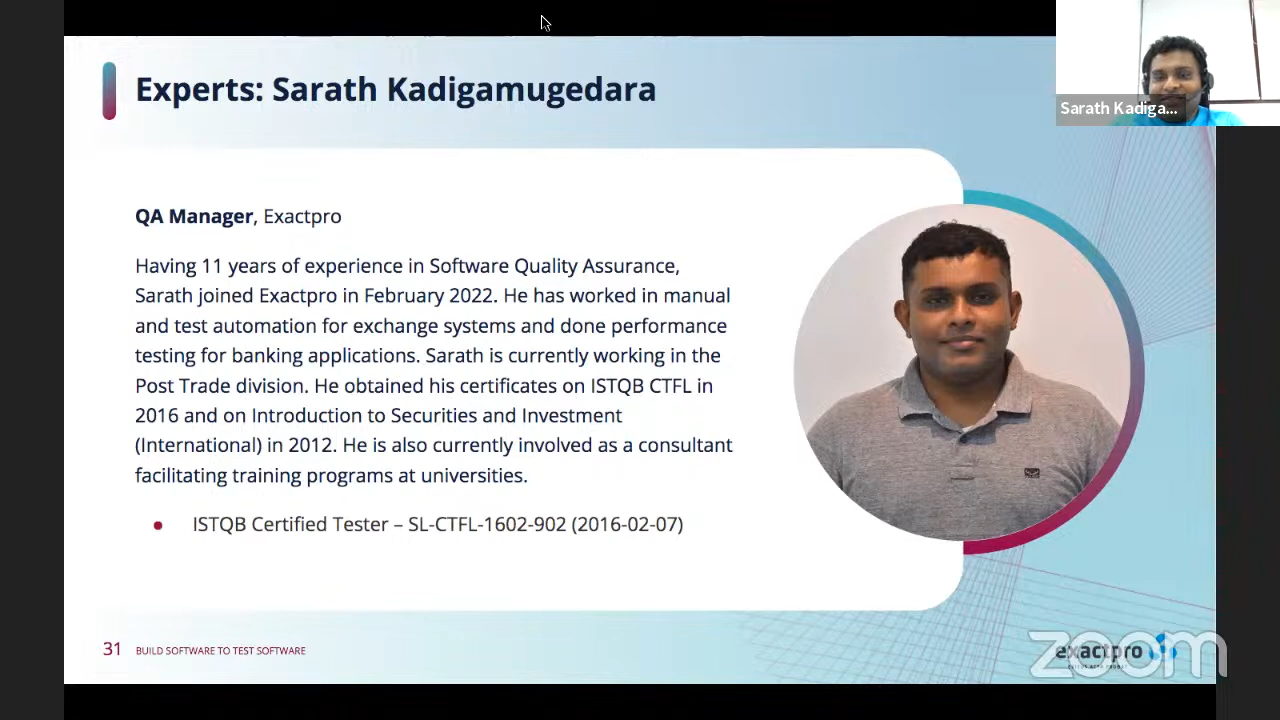 Experts: Sarath Kadigamugedara
Sarath Kadiga...
QA Manager, Exactpro
Having 11 years of experience in Software Quality Assurance,
Sarath joined Exactpro in February 2022. He has worked in manual
and test automation for exchange systems and done performance
testing for banking applications. Sarath is currently working in the
Post Trade division. He obtained his certificates on ISTQB CTFL in
2016 and on Introduction to Securities and Investment
(International) in 2012. He is also currently involved as a consultant
facilitating training programs at universities.
ISTQB Certified Tester – SL-CTFL-1602-902 (2016-02-07)
31 BUILD SOFTWARE TO TEST SOFTWARE
exactpro
zoom